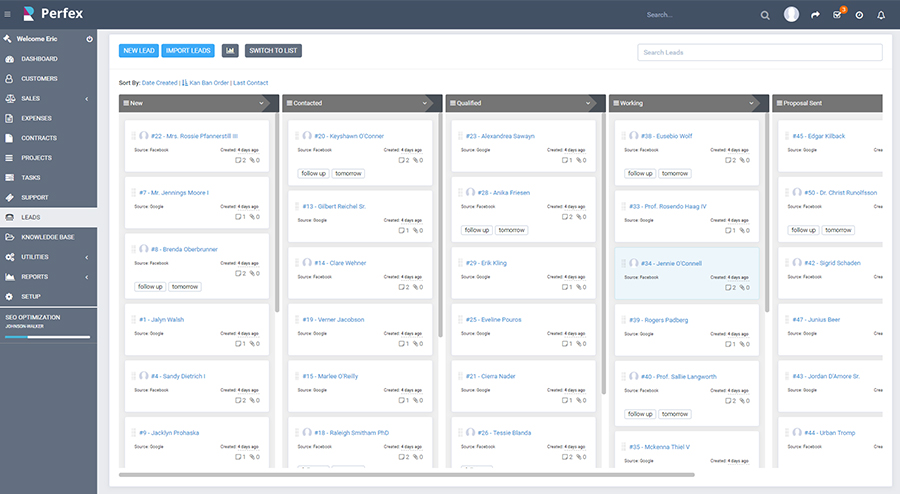 Perfex
Search...
3
Welcome Eric
DASHBOARD
CUSTOMERS
SALES
EXPENSES
CONTRACTS
PROJECTS
TASKS
SUPPORT
LEADS
KNOWLEDGE BASE
UTILITIES
REPORTS
SETUP
SEO OPTIMIZATION
JOHNSON-WALKER
NEW LEAD IMPORT LEADS SWITCH TO LIST
Search Leads
Sort By: Date Created | Kan Ban Order | Last Contact
New
#22 - Mrs. Rossie Pfannerstill III
Source: Facebook Created: 4 days ago
2 0
#7 - Mr. Jennings Moore I
Source: Google Created: 4 days ago
1 0
#8 - Brenda Oberbrunner
Source: Facebook Created: 4 days ago
2 0
follow up tomorrow
#1 - Jalyn Walsh
Source: Google Created: 4 days ago
1 0
#4 - Sandy Dietrich I
Source: Facebook Created: 4 days ago
2 0
#9 - Jacklyn Prohaska
Source: Google Created: 4 days ago
1 0
Contacted
#20 - Keyshawn O'Conner
Source: Facebook Created: 4 days ago
2 0
follow up tomorrow
#13 - Gilbert Reichel Sr.
Source: Google Created: 4 days ago
1 0
#14 - Clare Wehner
Source: Facebook Created: 4 days ago
2 0
#19 - Verner Jacobson
Source: Google Created: 4 days ago
1 0
#15 - Marlee O'Reilly
Source: Google Created: 4 days ago
1 0
#18 - Raleigh Smitham PhD
Source: Facebook Created: 4 days ago
2 0
Qualified
#23 - Alexandrea Sawayn
Source: Google Created: 4 days ago
1 0
#28 - Anika Friesen
Source: Facebook Created: 4 days ago
2 0
follow up tomorrow
#29 - Erik Kling
Source: Google Created: 4 days ago
1 0
#25 - Eveline Pouros
Source: Google Created: 4 days ago
1 0
#21 - Cierra Nader
Source: Google Created: 4 days ago
1 0
#26 - Tessie Blanda
Source: Facebook Created: 4 days ago
2 0
Working
#38 - Eusebio Wolf
Source: Facebook Created: 4 days ago
2 0
follow up tomorrow
#33 - Prof. Rosendo Haag IV
Source: Google Created: 4 days ago
1 0
#34 - Jennie O'Connell
Source: Facebook Created: 4 days ago
2 0
#39 - Rogers Padberg
Source: Google Created: 4 days ago
1 0
#40 - Prof. Sallie Langworth
Source: Facebook Created: 4 days ago
2 0
follow up tomorrow
#35 - Mckenna Thiel V
Source: Google Created: 4 days ago
1 0
Proposal Sent
#45 - Edgar Kilback
Source: Google Crea
#50 - Dr. Christ Runolfsson
Source: Facebook Crea
follow up tomorrow
#42 - Sigrid Schaden
Source: Facebook Crea
#47 - Junius Beer
Source: Google Crea
#43 - Jordan D'Amore Sr.
Source: Google Crea
#44 - Urban Tromp
Source: Facebook Crea